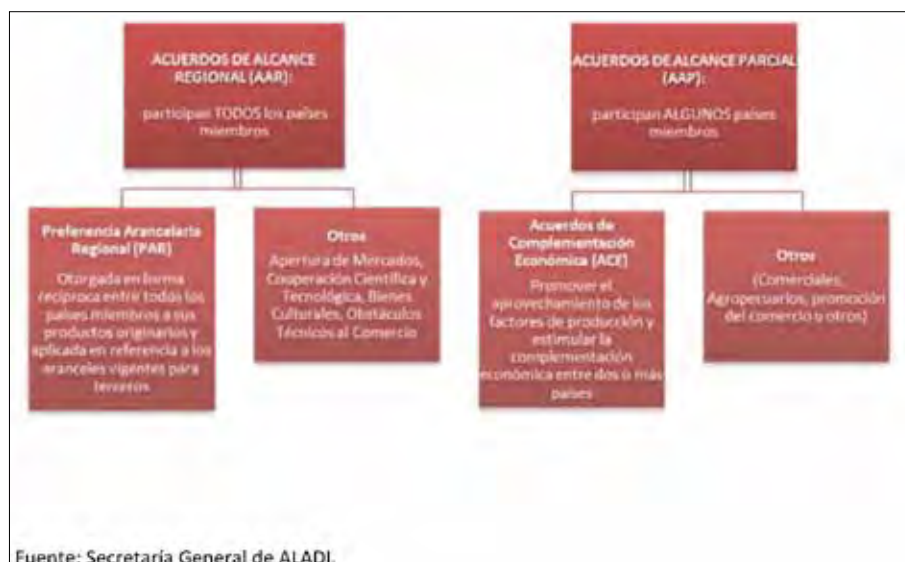 ACUERDOS DE ALCANCE
REGIONAL (AAR):
participan TODOS los países
miembros
ACUERDOS DE ALCANCE PARCIAL
(AAP):
participan ALGUNOS países
miembros
Preferencia Arancelaria
Regional (PAR)
Otorgada en forma
recíproca entre todos los
países miembros a sus
productos originarios y
aplicada en referencia a los
aranceles vigentes para
terceros
Otros
Apertura de Mercados,
Cooperación Científica y
Tecnológica, Bienes
Culturales, Obstáculos
Técnicos al Comercio
Acuerdos de
Complementación
Económica (ACE)
Promover el
aprovechamiento de los
factores de producción y
estimular la
complementación
económica entre dos o más
países
Otros
(Comerciales,
Agropecuarios, promoción
del comercio u otros)
Fuente: Secretaría General de ALADI.